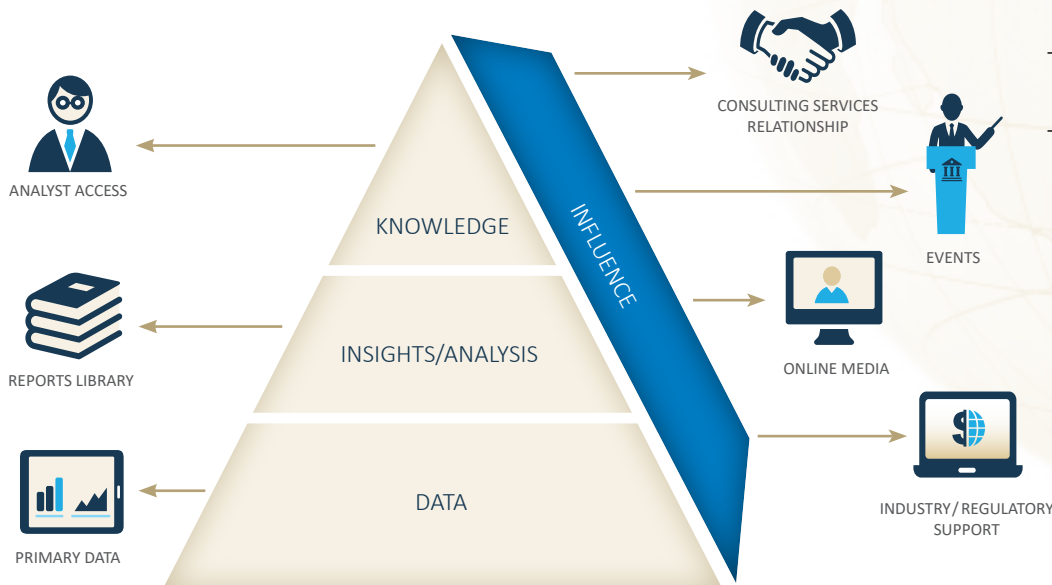 CONSULTING SERVICES
RELATIONSHIP
ANALYST ACCESS
KNOWLEDGE
INFLUENCE
EVENTS
INSIGHTS/ANALYSIS
REPORTS LIBRARY
ONLINE MEDIA
$
DATA
INDUSTRY/REGULATORY
SUPPORT
PRIMARY DATA